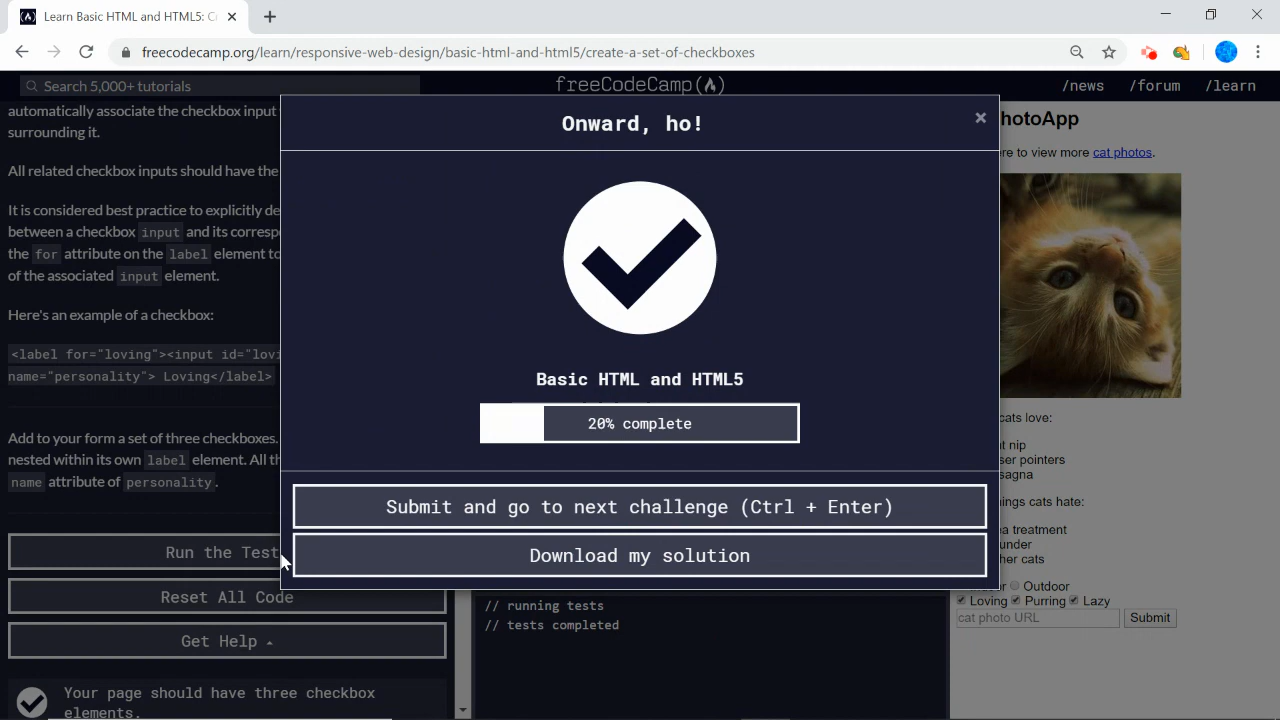 Learn Basic HTML and HTML5: C
freecodecamp.org/learn/responsive-web-design/basic-html-and-html5/create-a-set-of-checkboxes
Search 5,000+ tutorials
freeCodeCamp
/news
/forum
/learn
automatically associate the checkbox input
surrounding it.
All related checkbox inputs should have the
It is considered best practice to explicitly de
between a checkbox input and its corresp
the for attribute on the label element to
of the associated input element.
Here's an example of a checkbox:
<label for="loving"><input id="lovi
name="personality"> Loving</label>
Add to your form a set of three checkboxes.
nested within its own label element. All th
name attribute of personality.
Run the Test
Reset All Code
Get Help
Your page should have three checkbox
elements.
Onward, ho!
×
Basic HTML and HTML5
20% complete
Submit and go to next challenge (Ctrl + Enter)
Download my solution
// running tests
// tests completed
hotoApp
re to view more cat photos.
cats love:
t nip
ser pointers
sagna
ings cats hate:
ea treatment
under
her cats
r Outdoor
Loving Purring Lazy
cat photo URL
Submit